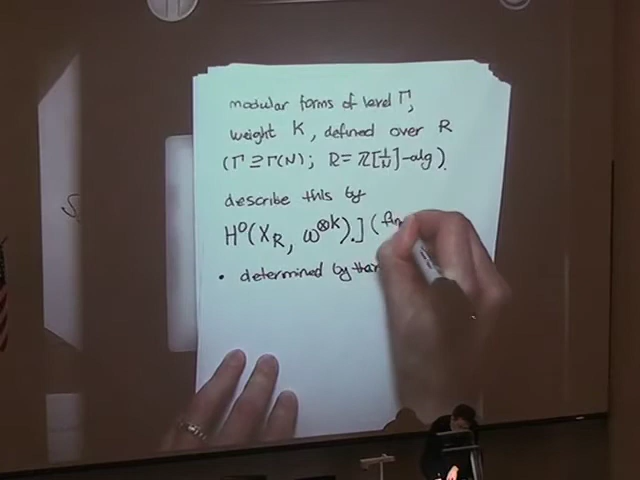 modular forms of level Γ,
weight k, defined over R
(Γ ⊇ Γ(N); R = ℤ[1/N]-alg).
describe this by
H⁰(X_R, ω^⊗k).] (
• determined by